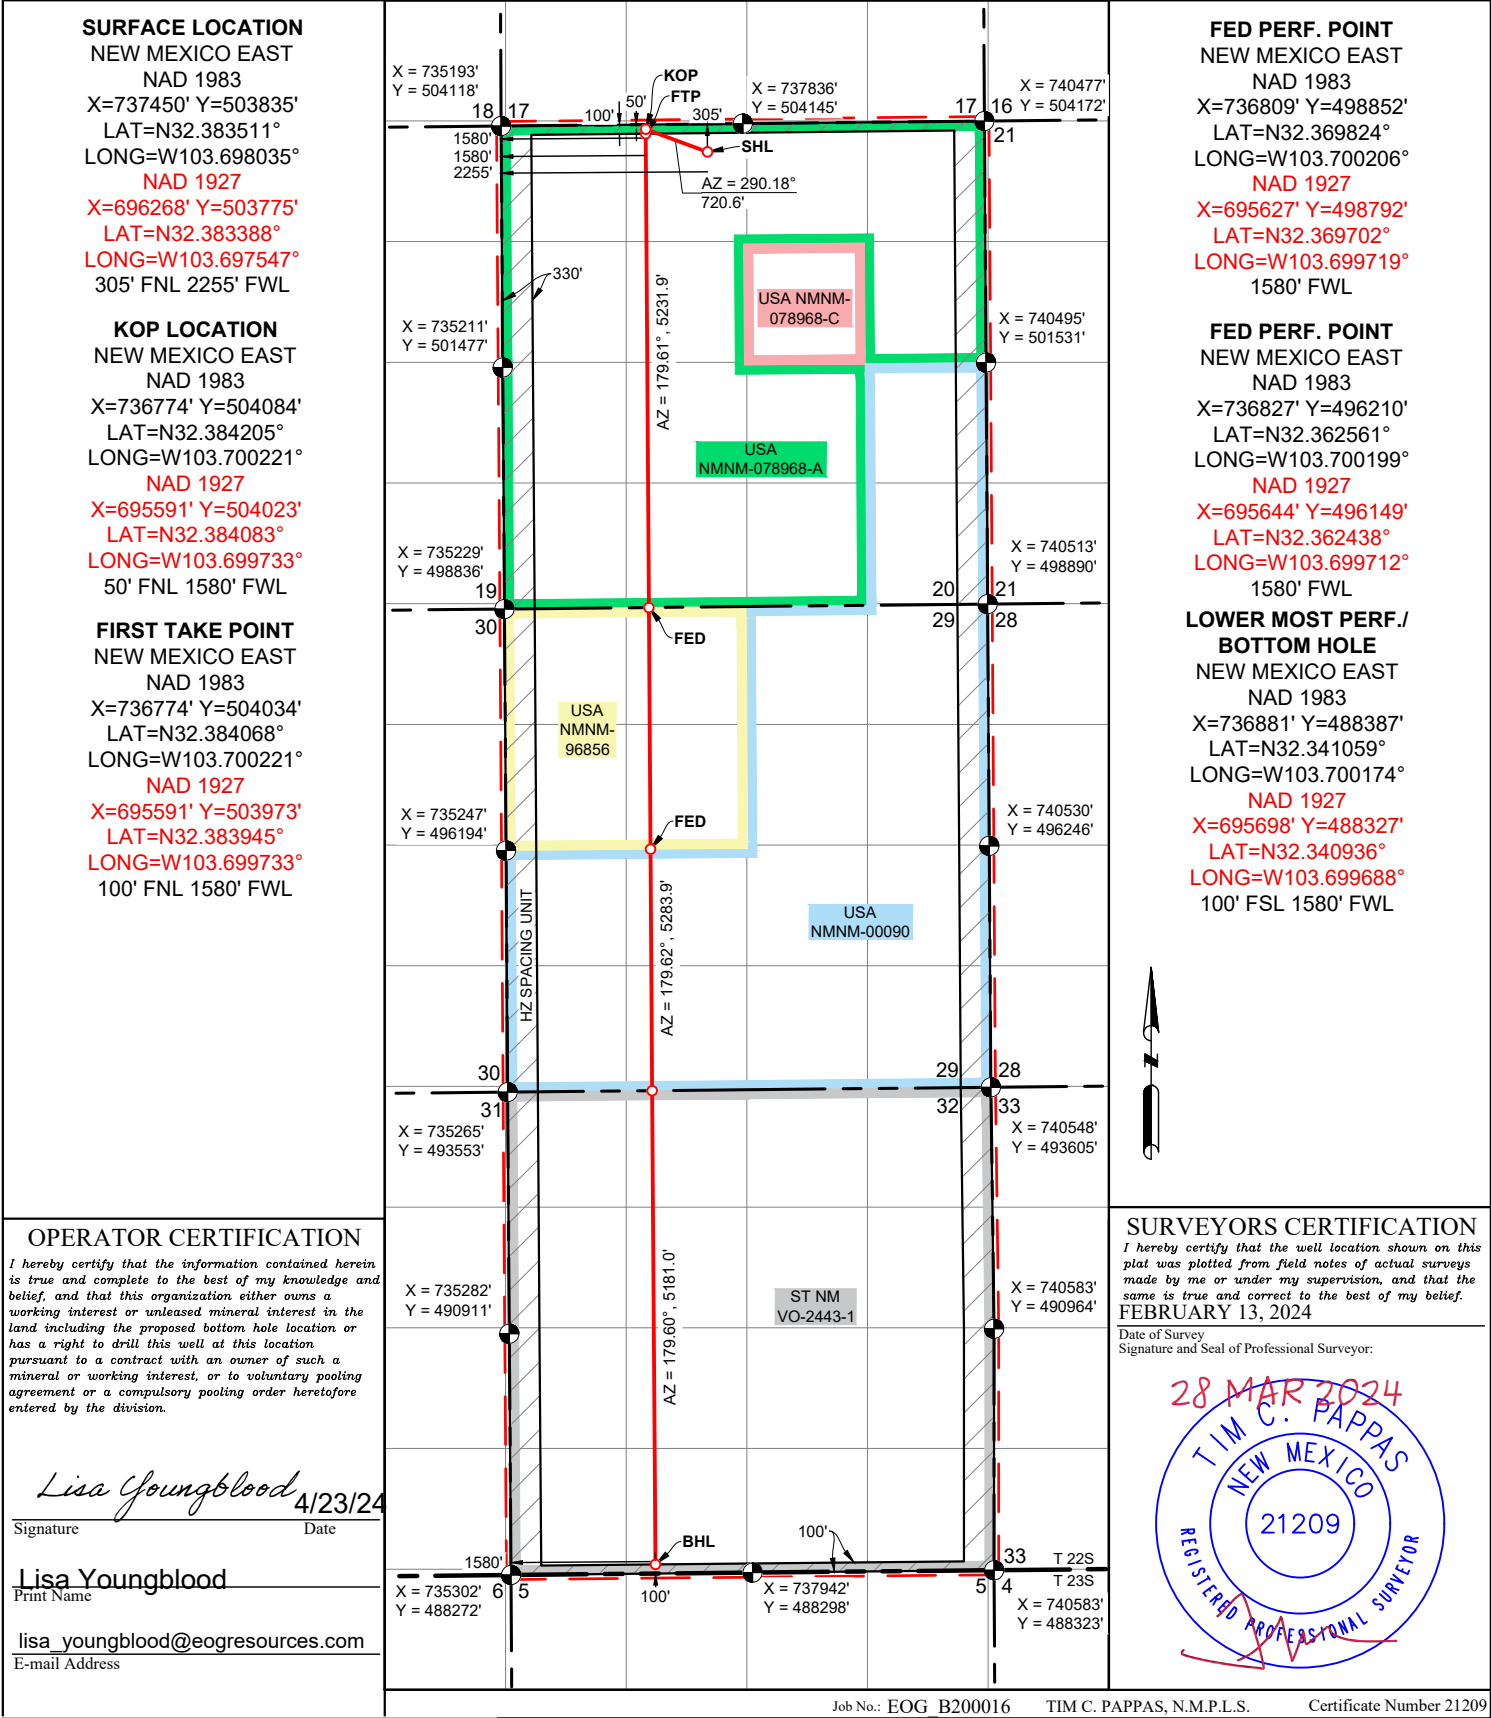 SURFACE LOCATION
NEW MEXICO EAST
NAD 1983
X=737450' Y=503835'
LAT=N32.383511°
LONG=W103.698035°
NAD 1927
X=696268' Y=503775'
LAT=N32.383388°
LONG=W103.697547°
305' FNL 2255' FWL
KOP LOCATION
NEW MEXICO EAST
NAD 1983
X=736774' Y=504084'
LAT=N32.384205°
LONG=W103.700221°
NAD 1927
X=695591' Y=504023'
LAT=N32.384083°
LONG=W103.699733°
50' FNL 1580' FWL
FIRST TAKE POINT
NEW MEXICO EAST
NAD 1983
X=736774' Y=504034'
LAT=N32.384068°
LONG=W103.700221°
NAD 1927
X=695591' Y=503973'
LAT=N32.383945°
LONG=W103.699733°
100' FNL 1580' FWL
OPERATOR CERTIFICATION
I hereby certify that the information contained herein
is true and complete to the best of my knowledge and
belief, and that this organization either owns a
working interest or unleased mineral interest in the
land including the proposed bottom hole location or
has a right to drill this well at this location
pursuant to a contract with an owner of such a
mineral or working interest, or to voluntary pooling
agreement or a compulsory pooling order heretofore
entered by the division.
Lisa Youngblood 4/23/24
Signature Date
Lisa Youngblood
Print Name
lisa_youngblood@eogresources.com
E-mail Address
X = 735193'
Y = 504118'
KOP
FTP
X = 737836'
Y = 504145'
X = 740477'
Y = 504172'
18 17
100'
50'
305'
17 16
21
1580'
1580'
2255'
SHL
AZ = 290.18°
720.6'
330'
AZ = 179.61°, 5231.9'
USA NMNM-
078968-C
X = 735211'
Y = 501477'
X = 740495'
Y = 501531'
USA
NMNM-078968-A
X = 735229'
Y = 498836'
X = 740513'
Y = 498890'
19
30
20 21
29 28
FED
USA
NMNM-
96856
X = 735247'
Y = 496194'
FED
X = 740530'
Y = 496246'
HZ SPACING UNIT
USA
NMNM-00090
AZ = 179.62°, 5283.9'
30
31
29 28
32 33
X = 735265'
Y = 493553'
X = 740548'
Y = 493605'
AZ = 179.60°, 5181.0'
X = 735282'
Y = 490911'
ST NM
VO-2443-1
X = 740583'
Y = 490964'
1580'
BHL
100'
33
T 22S
T 23S
6 5
5 4
X = 735302'
Y = 488272'
100'
X = 737942'
Y = 488298'
X = 740583'
Y = 488323'
FED PERF. POINT
NEW MEXICO EAST
NAD 1983
X=736809' Y=498852'
LAT=N32.369824°
LONG=W103.700206°
NAD 1927
X=695627' Y=498792'
LAT=N32.369702°
LONG=W103.699719°
1580' FWL
FED PERF. POINT
NEW MEXICO EAST
NAD 1983
X=736827' Y=496210'
LAT=N32.362561°
LONG=W103.700199°
NAD 1927
X=695644' Y=496149'
LAT=N32.362438°
LONG=W103.699712°
1580' FWL
LOWER MOST PERF./
BOTTOM HOLE
NEW MEXICO EAST
NAD 1983
X=736881' Y=488387'
LAT=N32.341059°
LONG=W103.700174°
NAD 1927
X=695698' Y=488327'
LAT=N32.340936°
LONG=W103.699688°
100' FSL 1580' FWL
SURVEYORS CERTIFICATION
I hereby certify that the well location shown on this
plat was plotted from field notes of actual surveys
made by me or under my supervision, and that the
same is true and correct to the best of my belief.
FEBRUARY 13, 2024
Date of Survey
Signature and Seal of Professional Surveyor:
28 MAR 2024
TIM C. PAPPAS
NEW MEXICO
21209
REGISTERED PROFESSIONAL SURVEYOR
Job No.: EOG_B200016 TIM C. PAPPAS, N.M.P.L.S. Certificate Number 21209